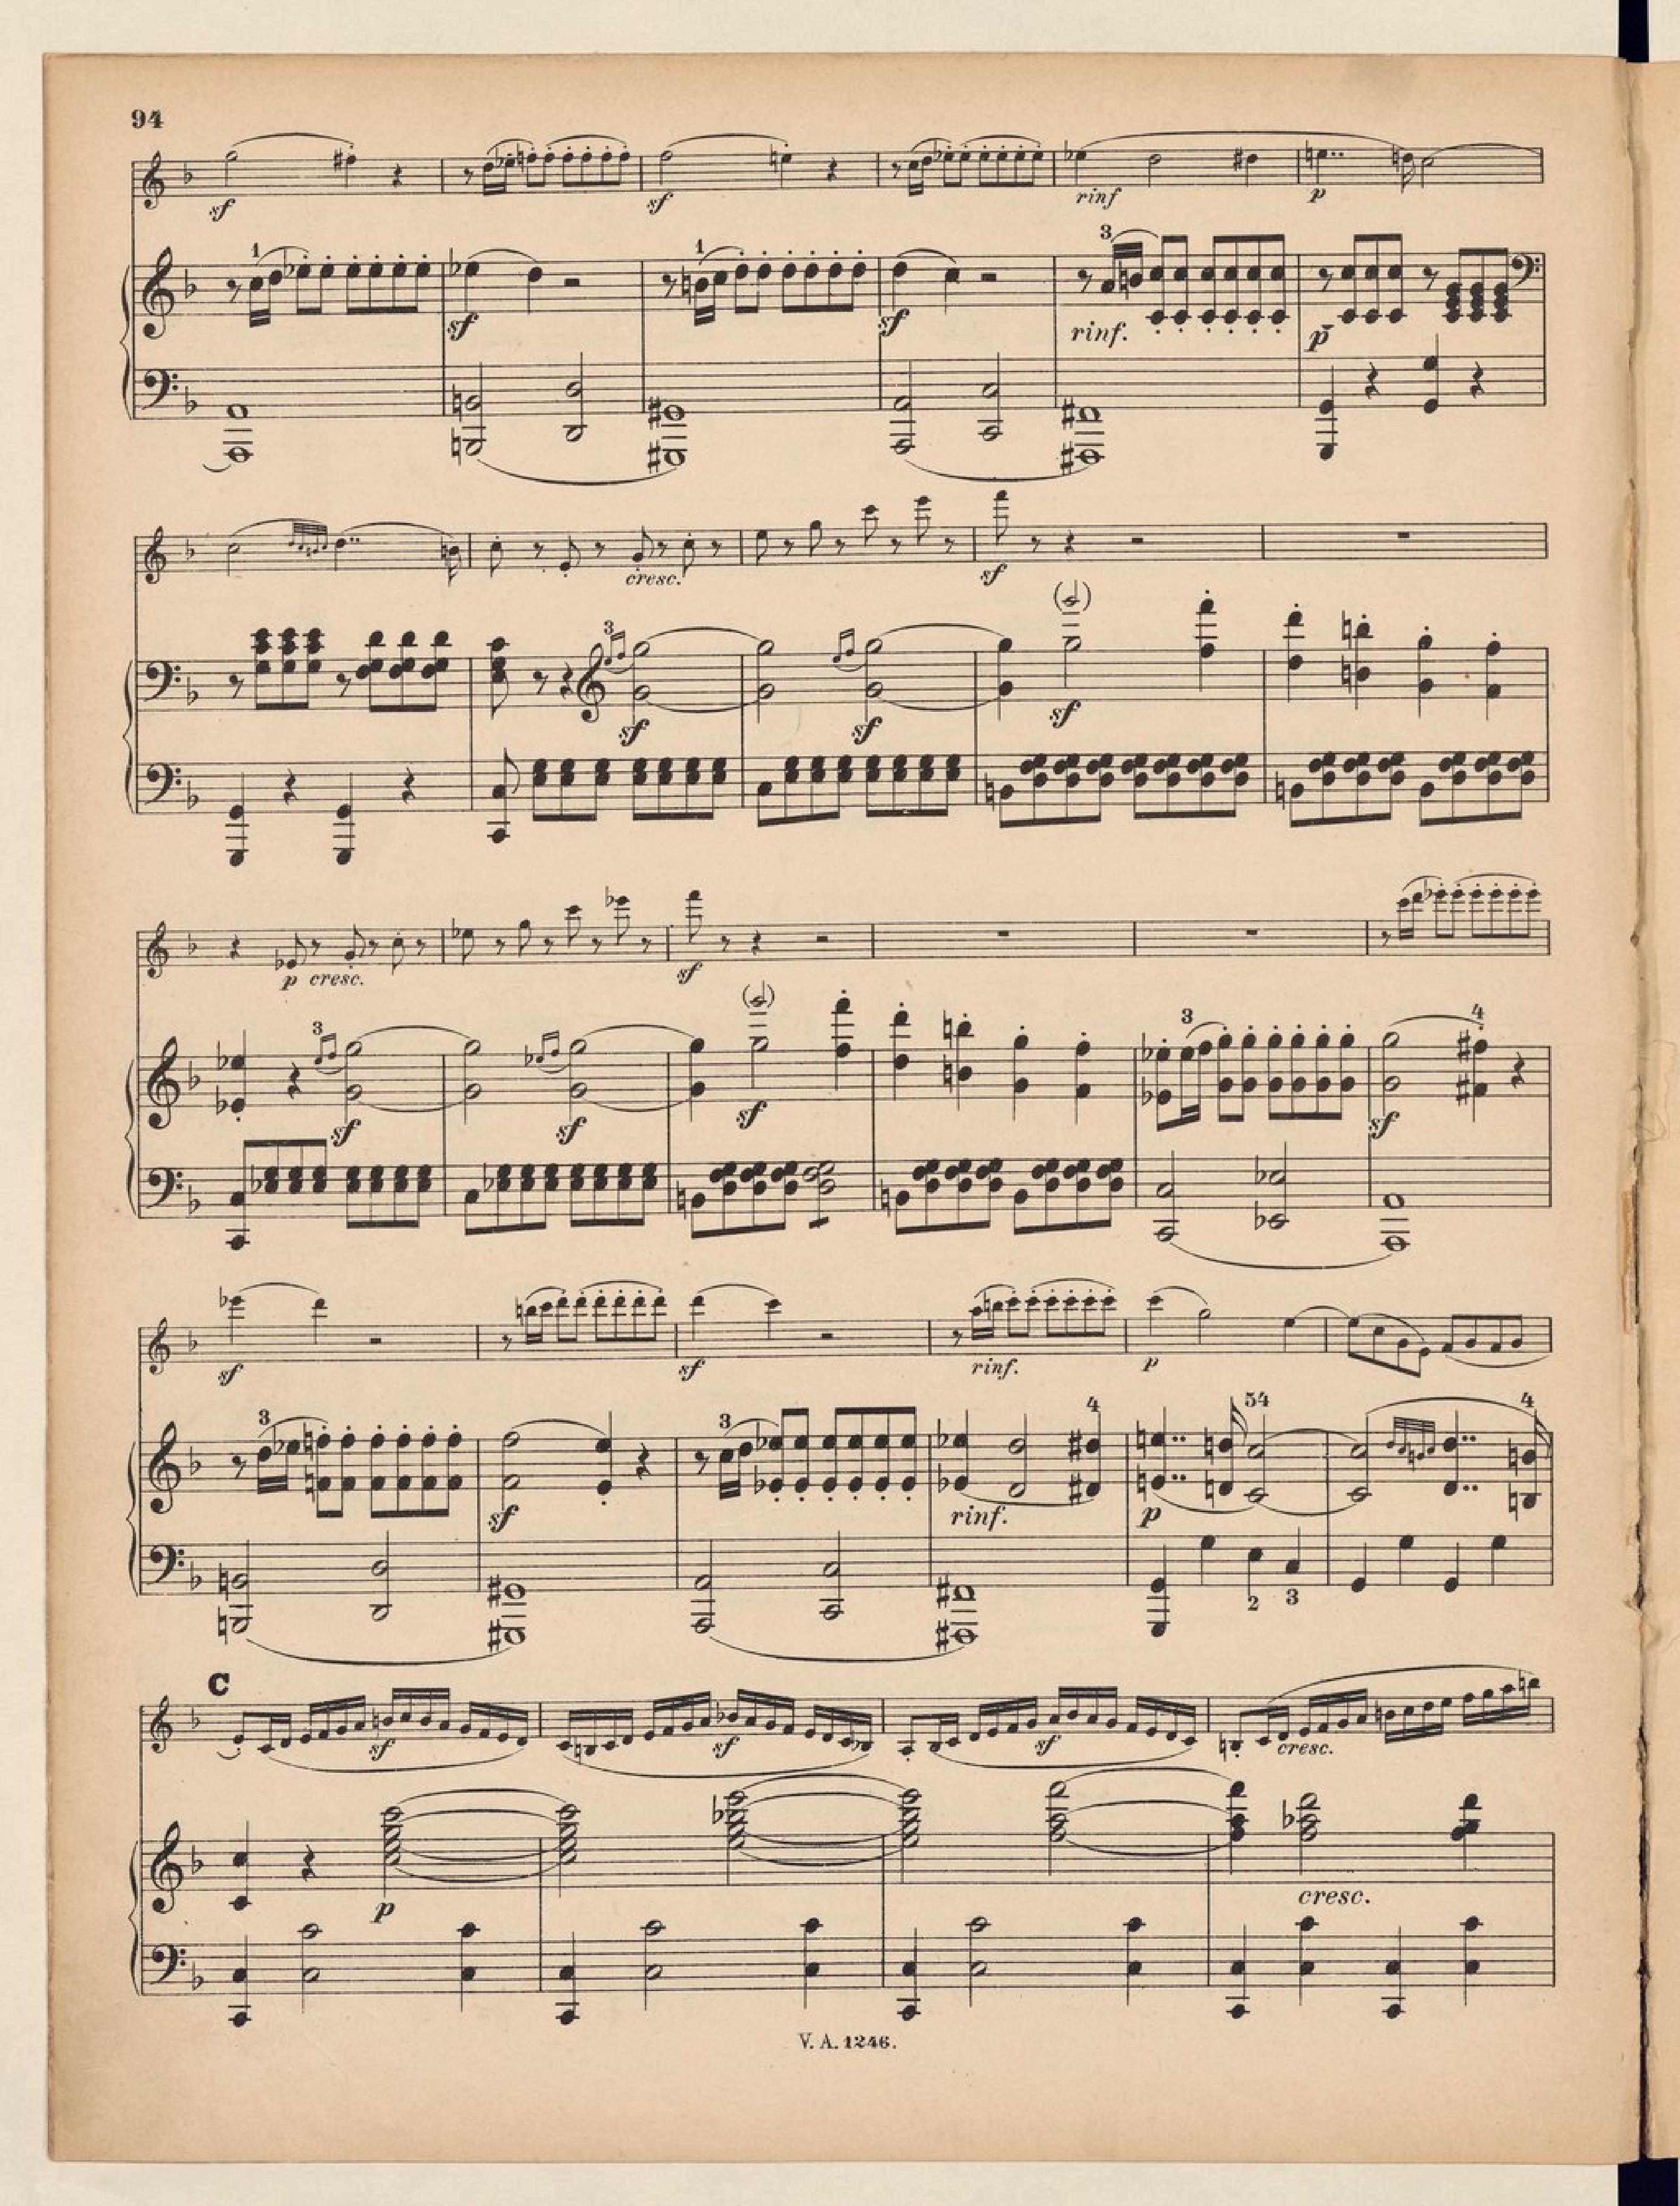 94
sf sf rinf p
1 1 3
sf sf rinf. p
cresc. sf
3
sf sf sf
p cresc. sf
3 3 4
sf sf sf sf
sf sf rinf. p
3 3 4 54 4
sf rinf. p
2 3
C
sf sf sf cresc.
p cresc.
V. A. 1246.